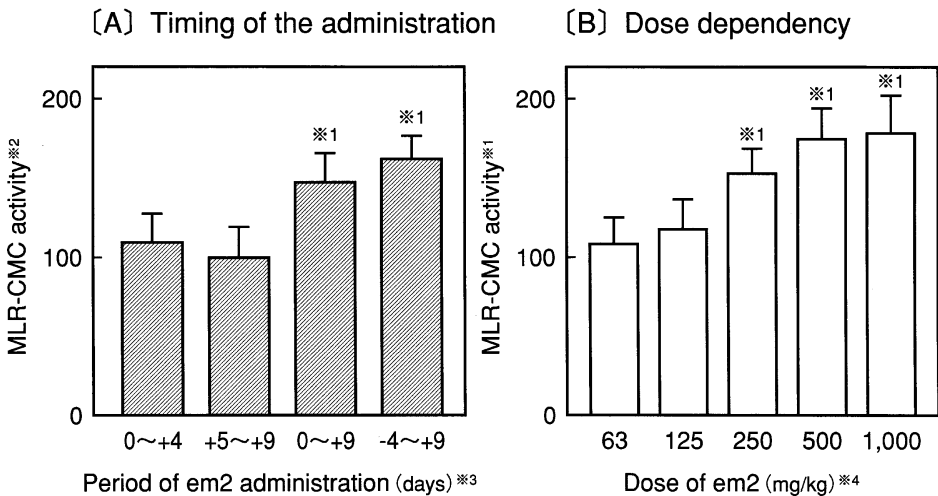 〔A〕 Timing of the administration
200
100
0
MLR-CMC activity※2
※1
※1
0～+4 +5～+9 0～+9 -4～+9
Period of em2 administration (days)※3
〔B〕 Dose dependency
200
100
0
MLR-CMC activity※1
※1
※1
※1
63 125 250 500 1,000
Dose of em2 (mg/kg)※4